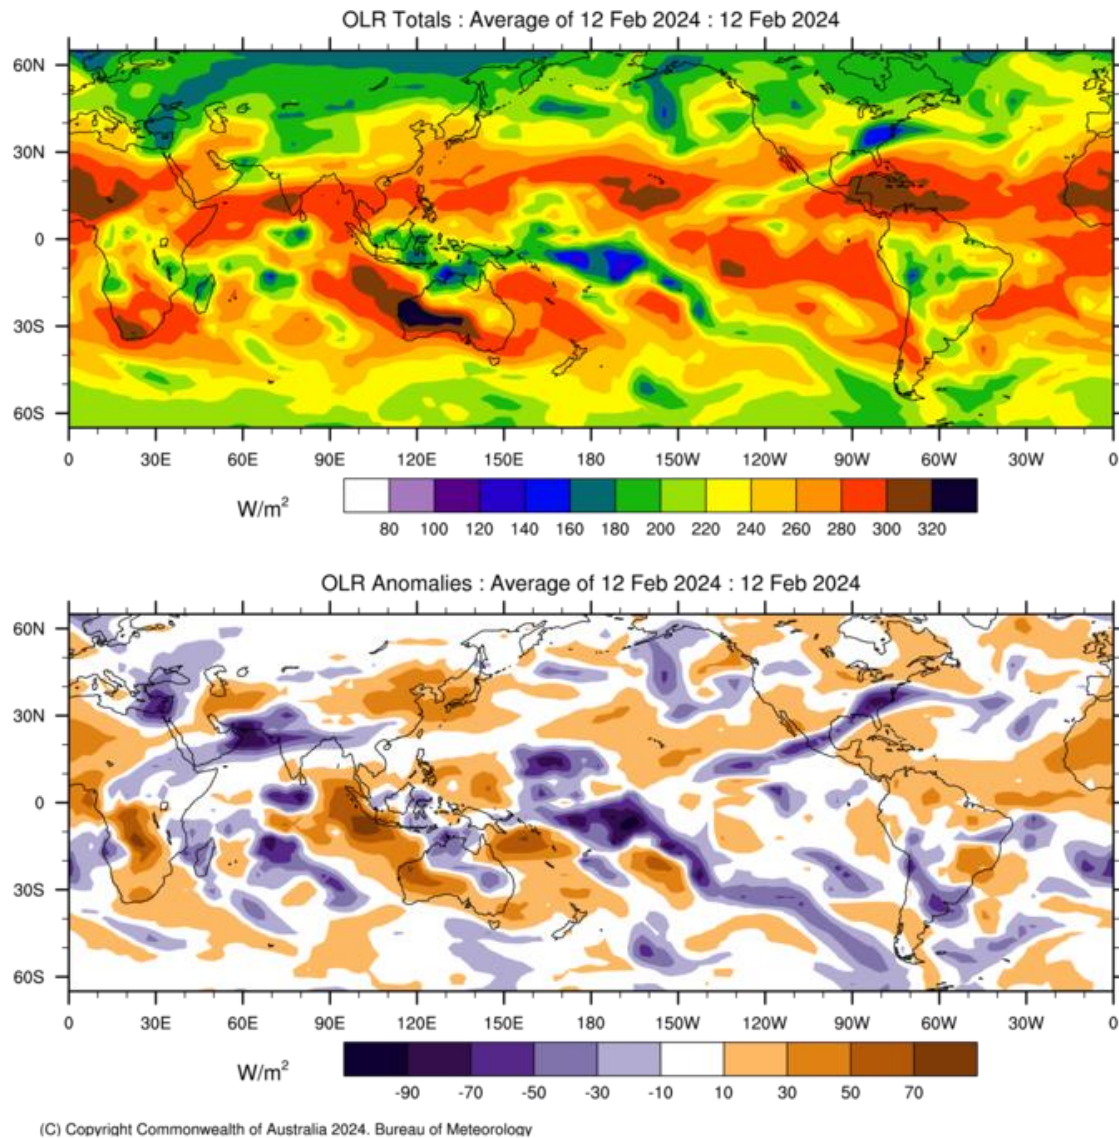 OLR Totals : Average of 12 Feb 2024 : 12 Feb 2024
60N
30N
0
30S
60S
0 30E 60E 90E 120E 150E 180 150W 120W 90W 60W 30W 0
W/m²
80 100 120 140 160 180 200 220 240 260 280 300 320
OLR Anomalies : Average of 12 Feb 2024 : 12 Feb 2024
60N
30N
0
30S
60S
0 30E 60E 90E 120E 150E 180 150W 120W 90W 60W 30W 0
W/m²
-90 -70 -50 -30 -10 10 30 50 70
(C) Copyright Commonwealth of Australia 2024. Bureau of Meteorology